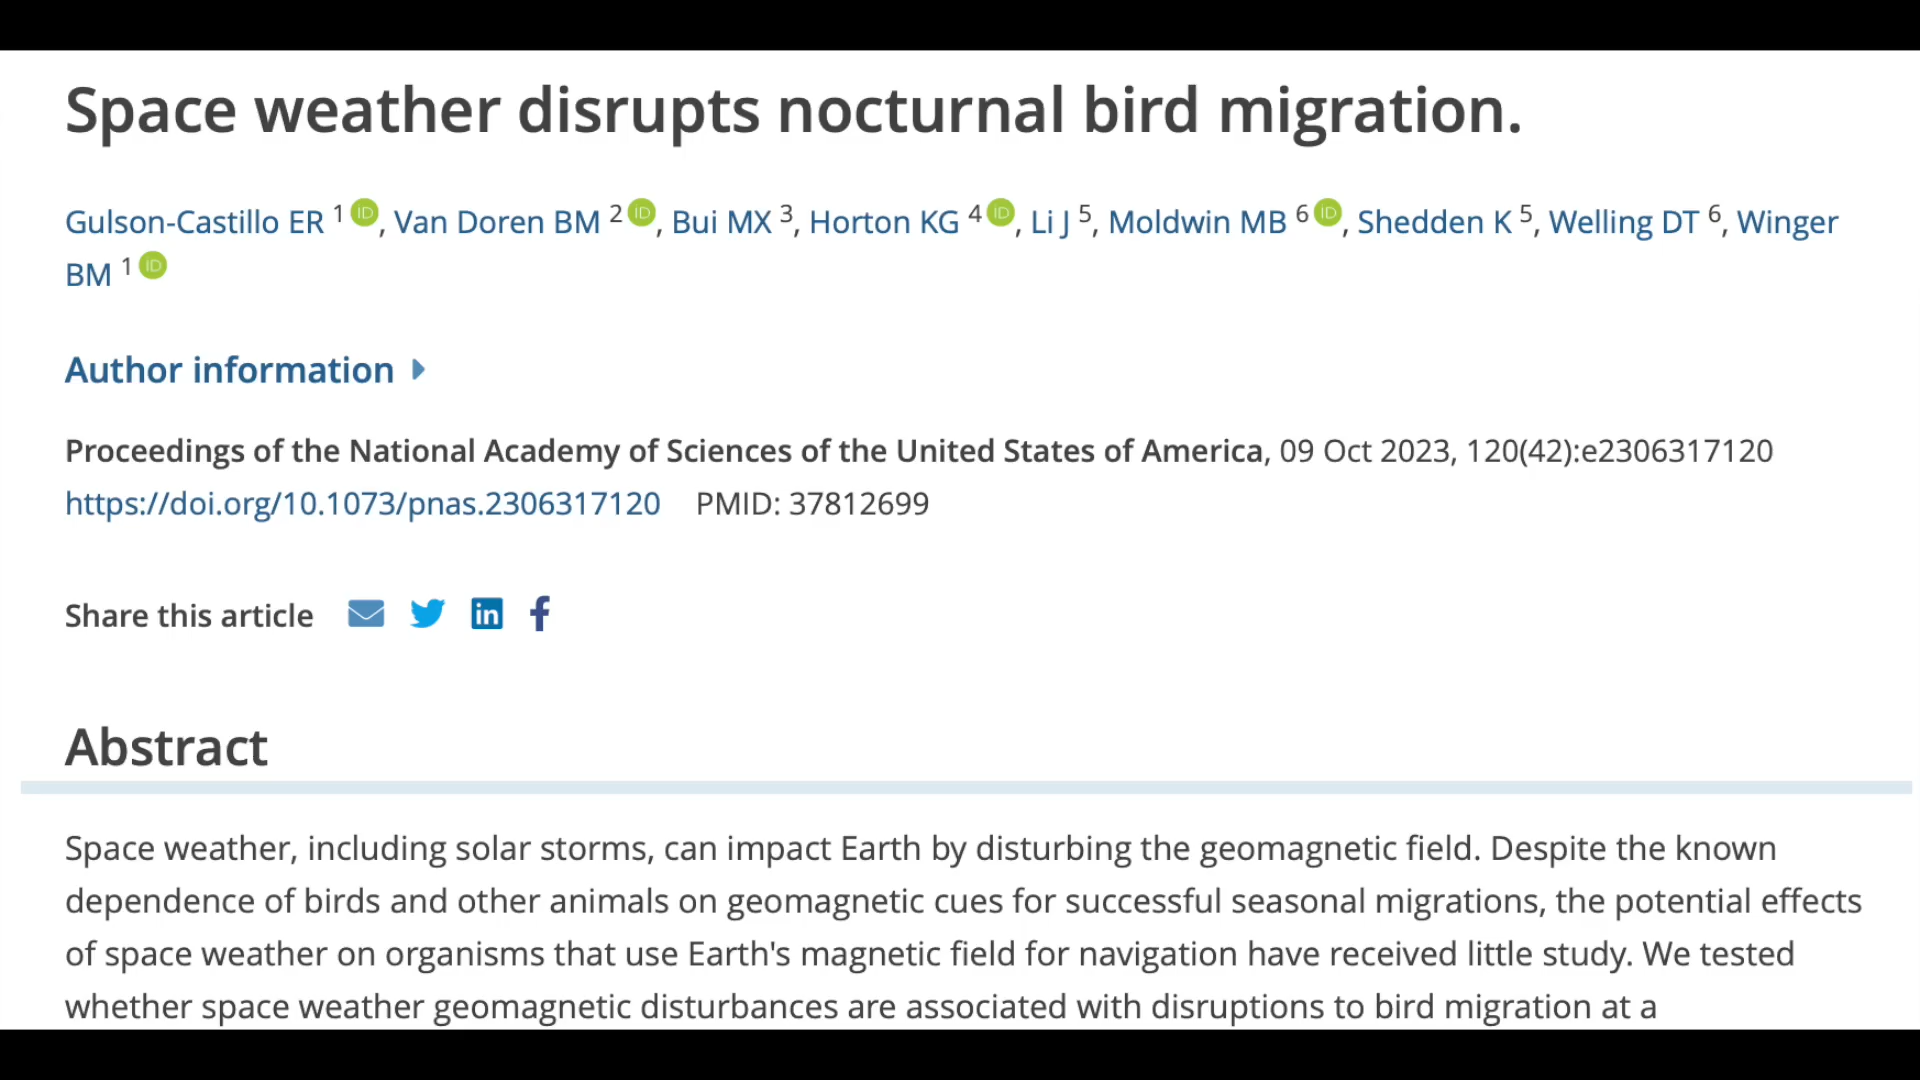 Space weather disrupts nocturnal bird migration.
Gulson-Castillo ER 1 iD, Van Doren BM 2 iD, Bui MX 3, Horton KG 4 iD, Li J 5, Moldwin MB 6 iD, Shedden K 5, Welling DT 6, Winger
BM 1 iD
Author information
Proceedings of the National Academy of Sciences of the United States of America, 09 Oct 2023, 120(42):e2306317120
https://doi.org/10.1073/pnas.2306317120 PMID: 37812699
Share this article in f
Abstract
Space weather, including solar storms, can impact Earth by disturbing the geomagnetic field. Despite the known
dependence of birds and other animals on geomagnetic cues for successful seasonal migrations, the potential effects
of space weather on organisms that use Earth's magnetic field for navigation have received little study. We tested
whether space weather geomagnetic disturbances are associated with disruptions to bird migration at a